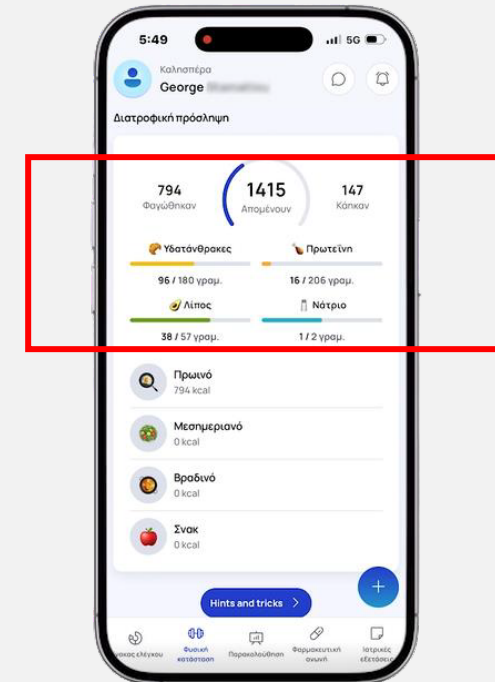 5:49
5G
Καλησπέρα
George
Διατροφική πρόσληψη
794 1415 147
Φαγώθηκαν Απομένουν Κάηκαν
Υδατάνθρακες Πρωτεΐνη
96 / 180 γραμ. 16 / 206 γραμ.
Λίπος Νάτριο
38 / 57 γραμ. 1 / 2 γραμ.
Πρωινό
794 kcal
Μεσημεριανό
0 kcal
Βραδινό
0 kcal
Σνακ
0 kcal
Hints and tricks
ελέγχου Φυσική κατάσταση Παρακολούθηση Φαρμακευτική αγωγή Ιατρικές εξετάσεις